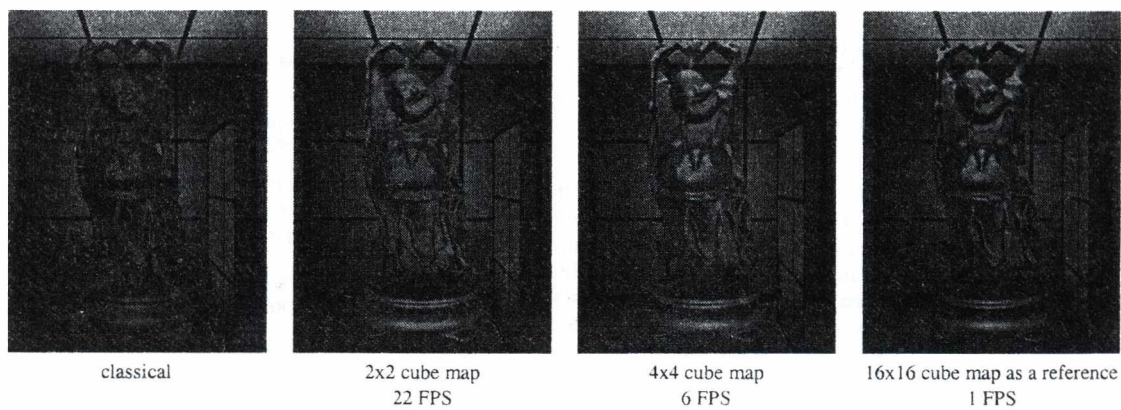 classical
2x2 cube map
22 FPS
4x4 cube map
6 FPS
16x16 cube map as a reference
1 FPS